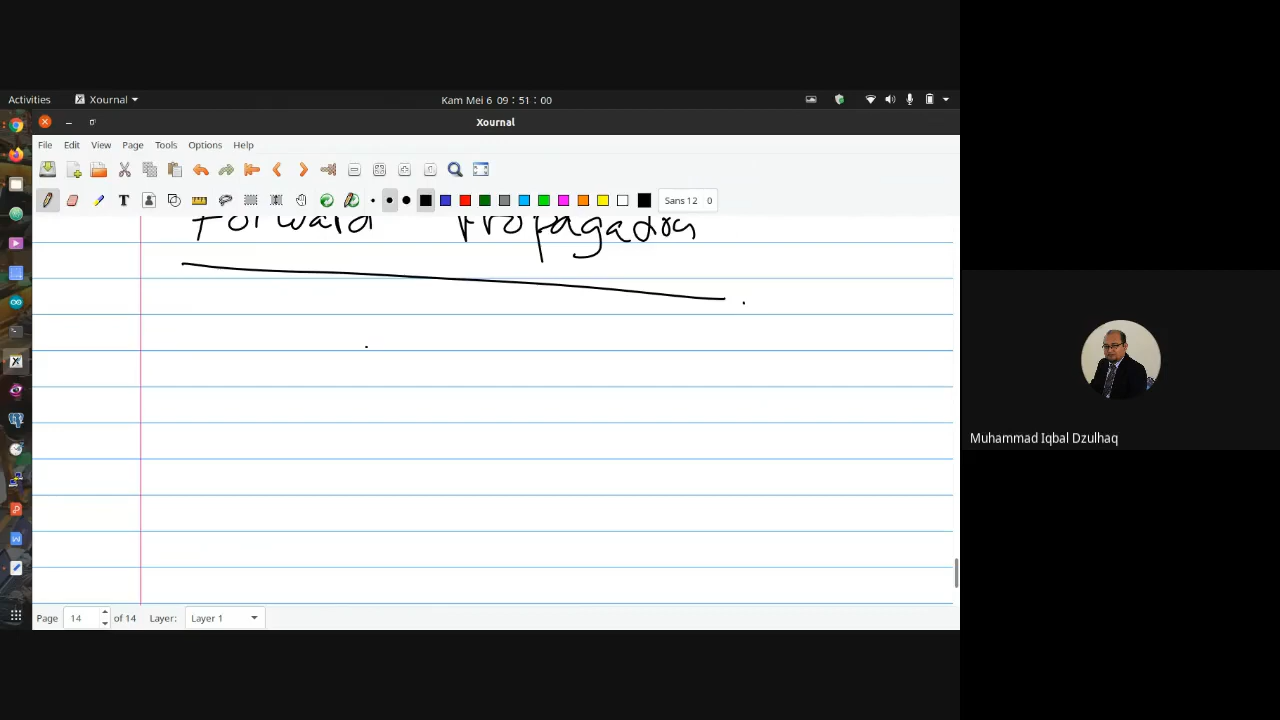 Activities Xournal Kam Mei 6 09:51:00
Xournal
File Edit View Page Tools Options Help
T Sans 12 0
Forward Propagation
Muhammad Iqbal Dzulhaq
Page 14 of 14 Layer: Layer 1